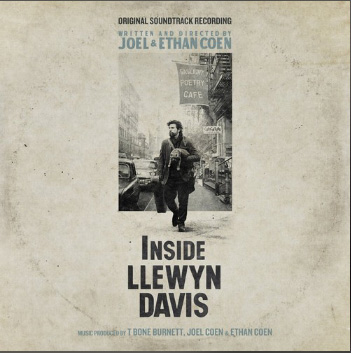 ORIGINAL SOUNDTRACK RECORDING
WRITTEN AND DIRECTED BY
JOEL & ETHAN COEN
GALLERY
POETRY
CAFE
INSIDE
LLEWYN
DAVIS
MUSIC PRODUCED BY T BONE BURNETT, JOEL COEN & ETHAN COEN